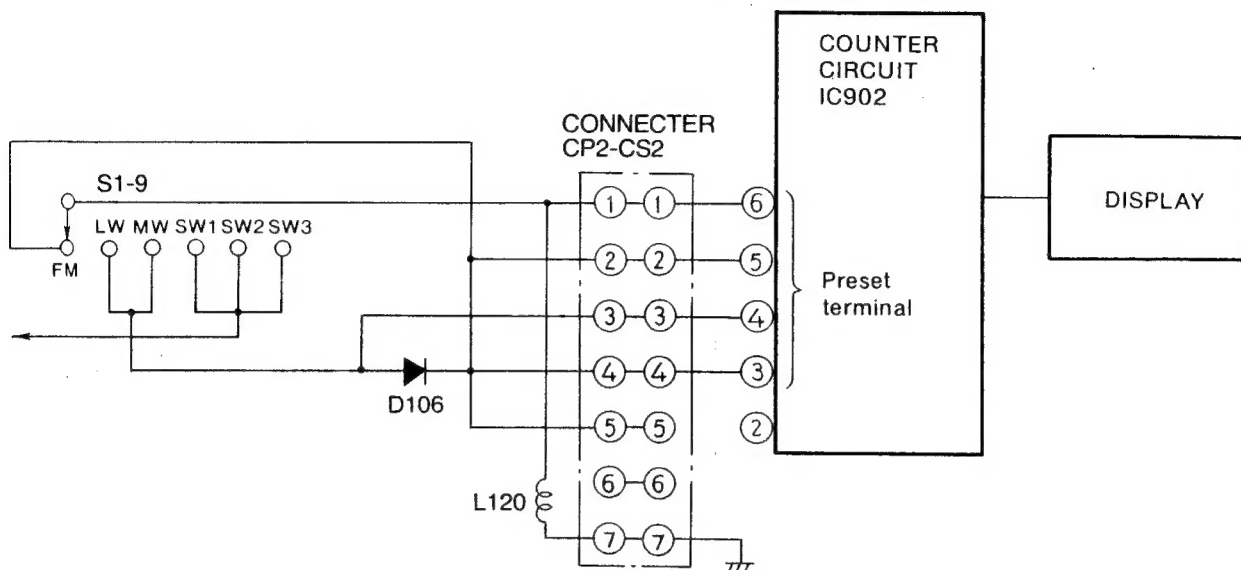 COUNTER
CIRCUIT
IC902
CONNECTER
CP2-CS2
S1-9
LW MW SW1 SW2 SW3
FM
1 1 6
2 2 5
3 3 4
4 4 3
5 5 2
6 6
7 7
Preset
terminal
DISPLAY
D106
L120